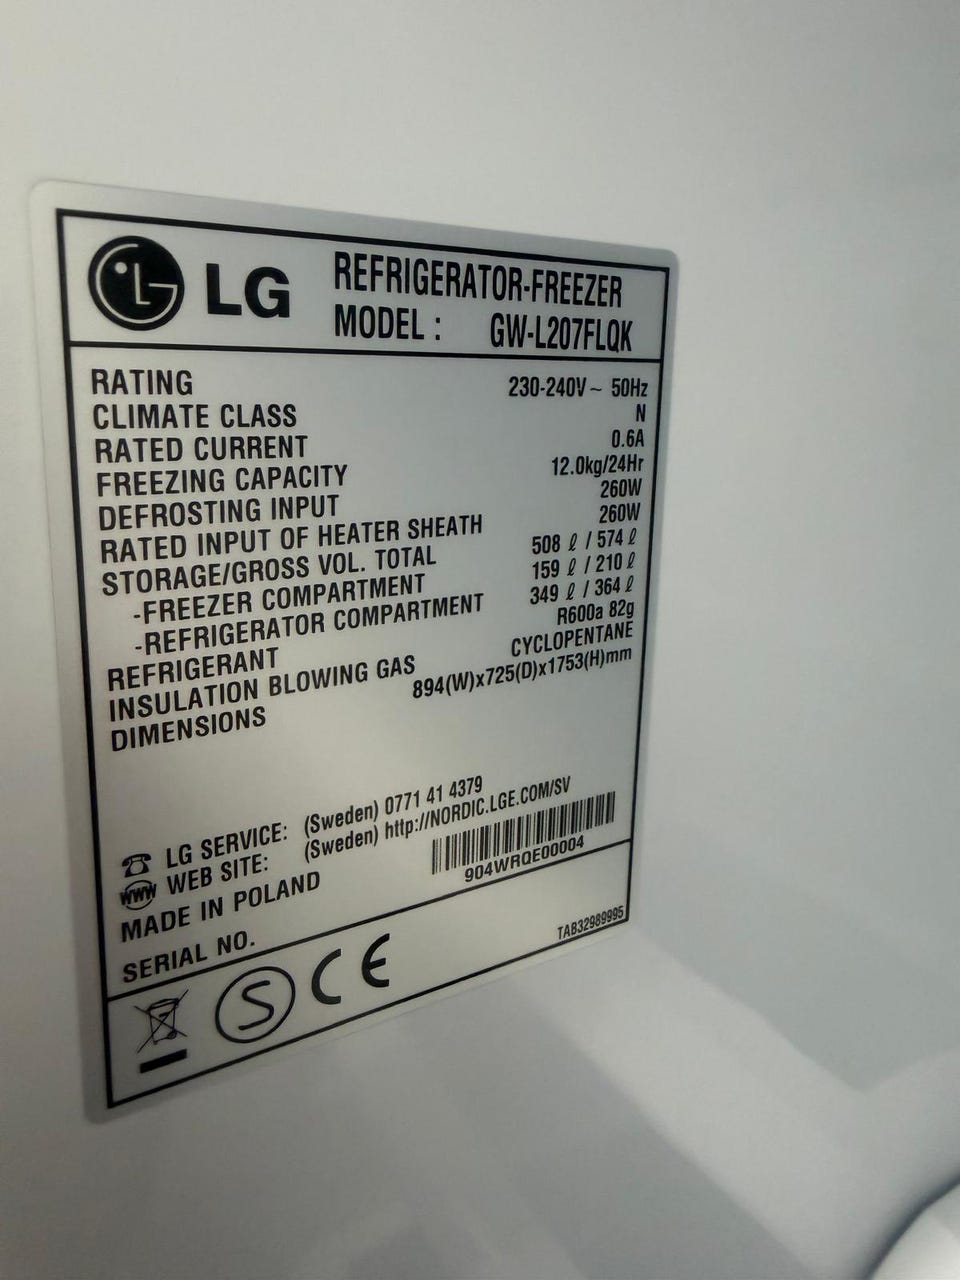 LG REFRIGERATOR-FREEZER
MODEL : GW-L207FLQK
RATING 230-240V ~ 50Hz
CLIMATE CLASS N
RATED CURRENT 0.6A
FREEZING CAPACITY 12.0kg/24Hr
DEFROSTING INPUT 260W
RATED INPUT OF HEATER SHEATH 260W
STORAGE/GROSS VOL. TOTAL 508 ℓ / 574 ℓ
-FREEZER COMPARTMENT 159 ℓ / 210 ℓ
-REFRIGERATOR COMPARTMENT 349 ℓ / 364 ℓ
REFRIGERANT R600a 82g
INSULATION BLOWING GAS CYCLOPENTANE
DIMENSIONS 894(W)x725(D)x1753(H)mm
LG SERVICE: (Sweden) 0771 41 4379
WWW WEB SITE: (Sweden) http://NORDIC.LGE.COM/SV
MADE IN POLAND
SERIAL NO. 904WRQE00004
S CE TAB32989995